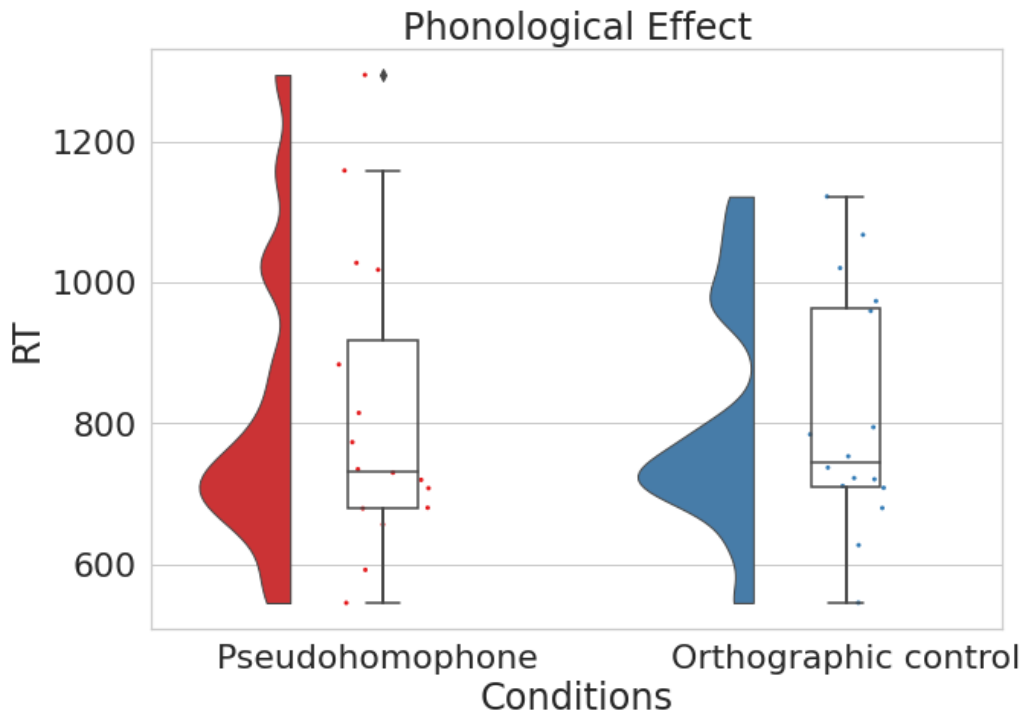 Phonological Effect
RT
1200
1000
800
600
Pseudohomophone
Orthographic control
Conditions